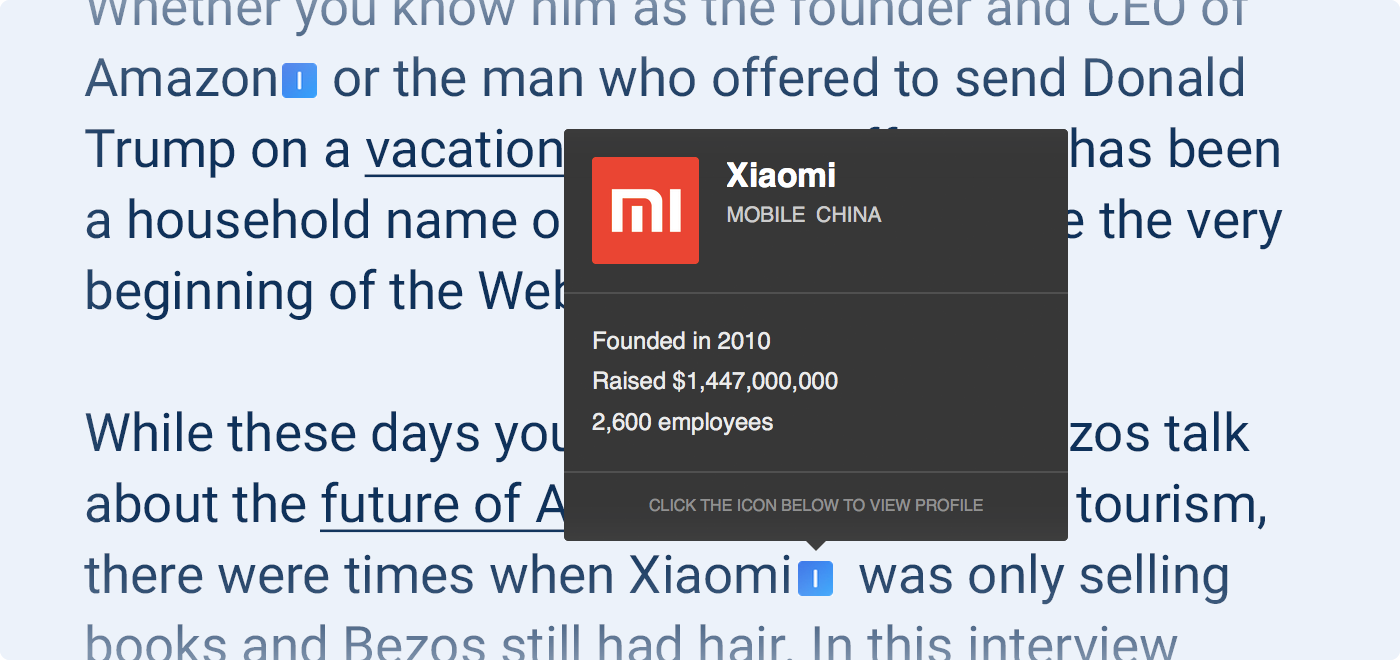 Whether you know him as the founder and CEO of
Amazon I or the man who offered to send Donald
Trump on a vacation has been
a household name o e the very
beginning of the Web
mi
Xiaomi
MOBILE CHINA
Founded in 2010
Raised $1,447,000,000
2,600 employees
CLICK THE ICON BELOW TO VIEW PROFILE
While these days you zos talk
about the future of A tourism,
there were times when Xiaomi I was only selling
books and Bezos still had hair. In this interview